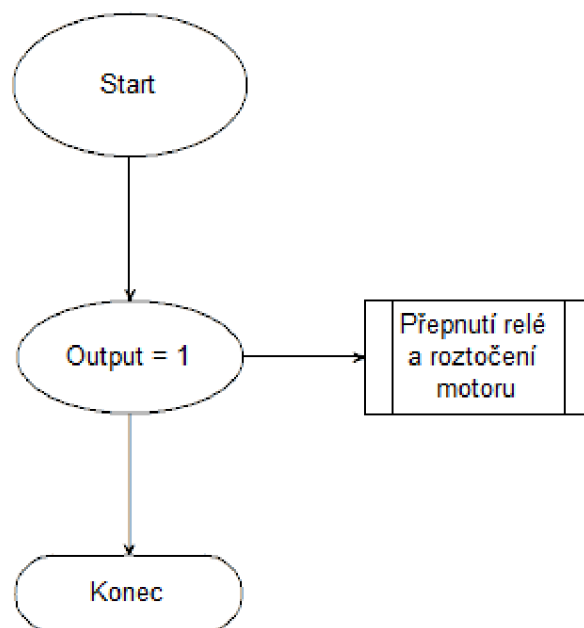 Start
Output = 1
Přepnutí relé
a roztočení
motoru
Konec